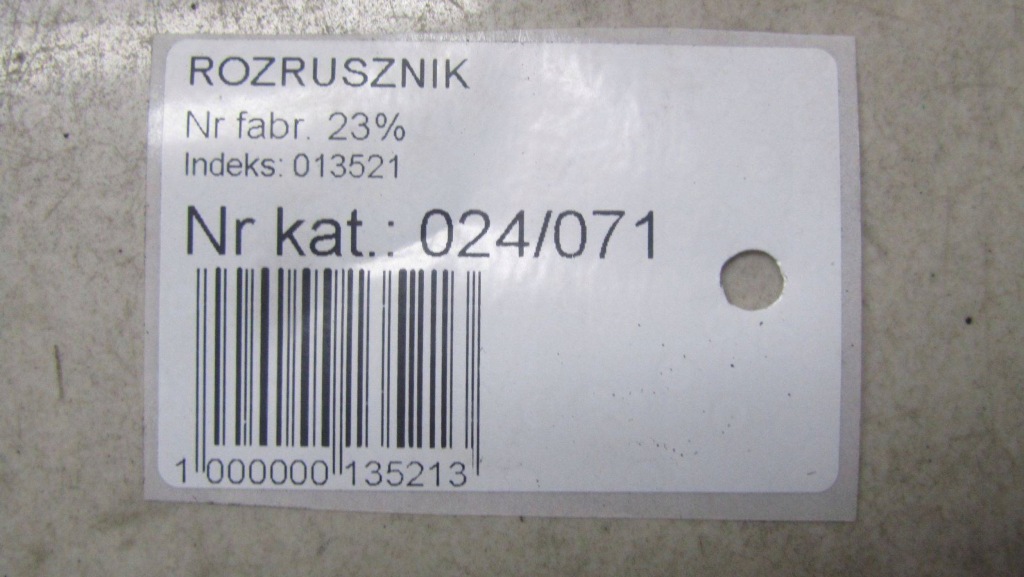 ROZRUSZNIK
Nr fabr. 23%
Indeks: 013521
Nr kat.: 024/071
1 000000 135213